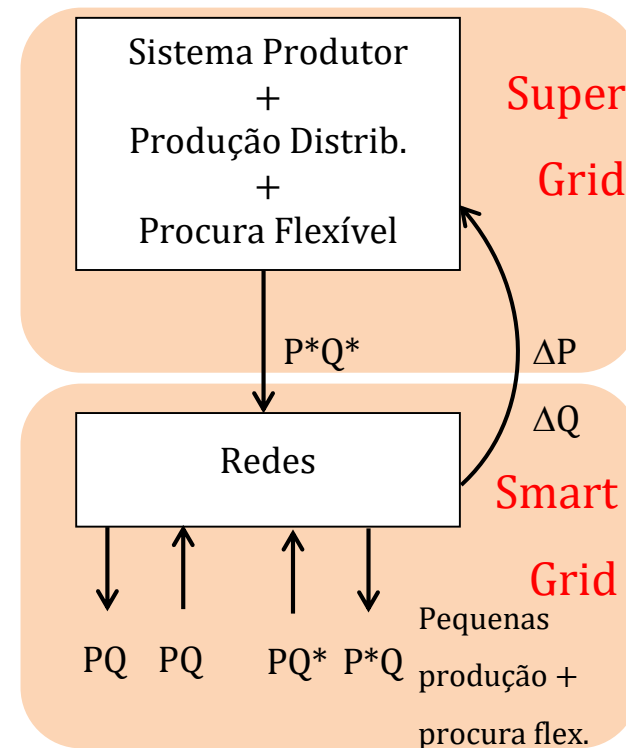 Sistema Produtor
+
Produção Distrib.
+
Procura Flexível
Super
Grid
P*Q*
ΔP
ΔQ
Redes
Smart
Grid
PQ
PQ
PQ*
P*Q
Pequenas
produção +
procura flex.